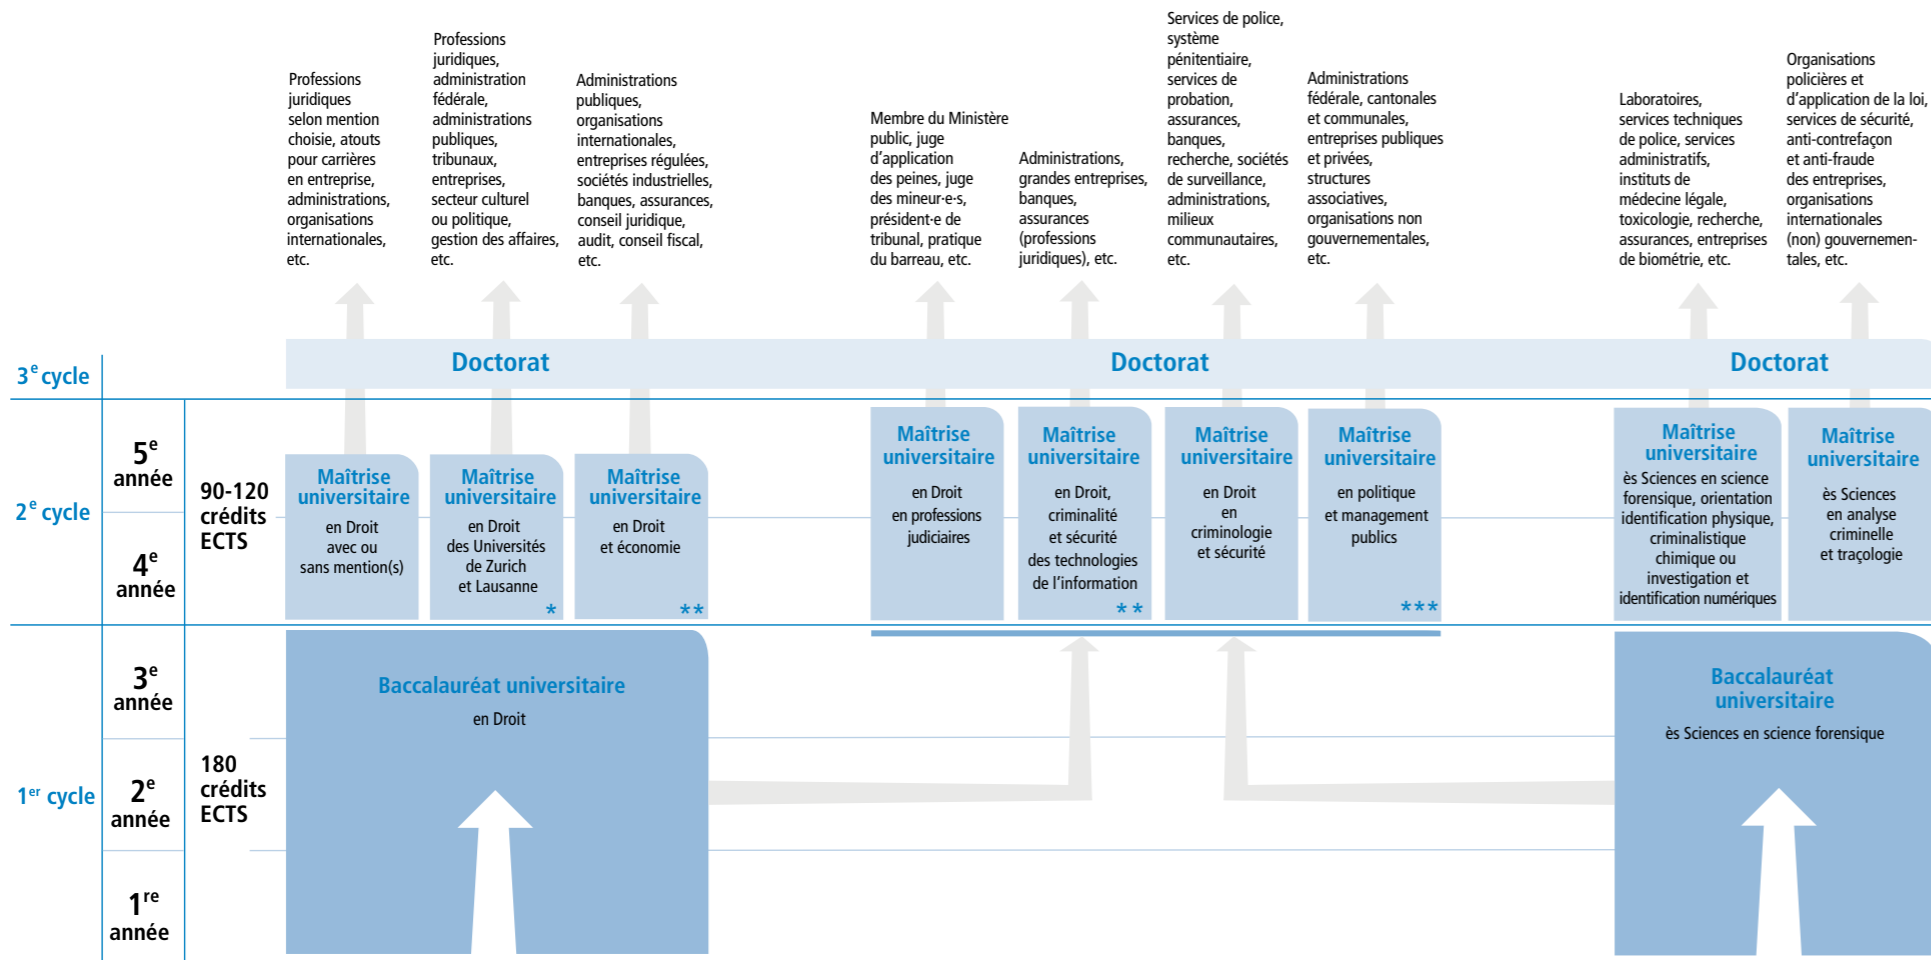 Professions
juridiques
selon mention
choisie, atouts
pour carrières
en entreprise,
administrations,
organisations
internationales,
etc.
Professions
juridiques,
administration
fédérale,
administrations
publiques,
tribunaux,
entreprises,
secteur culturel
ou politique,
gestion des affaires,
etc.
Administrations
publiques,
organisations
internationales,
entreprises régulées,
sociétés industrielles,
banques, assurances,
conseil juridique,
audit, conseil fiscal,
etc.
Membre du Ministère
public, juge
d'application
des peines, juge
des mineur·e·s,
président·e de
tribunal, pratique
du barreau, etc.
Administrations,
grandes entreprises,
banques,
assurances
(professions
juridiques), etc.
Services de police,
système
pénitentiaire,
services de
probation,
assurances,
banques,
recherche, sociétés
de surveillance,
administrations,
milieux
communautaires,
etc.
Administrations
fédérale, cantonales
et communales,
entreprises publiques
et privées,
structures
associatives,
organisations non
gouvernementales,
etc.
Laboratoires,
services techniques
de police, services
administratifs,
instituts de
médecine légale,
toxicologie, recherche,
assurances, entreprises
de biométrie, etc.
Organisations
policières et
d'application de la loi,
services de sécurité,
anti-contrefaçon
et anti-fraude
des entreprises,
organisations
internationales
(non) gouvernemen-
tales, etc.
3e cycle
Doctorat
Doctorat
Doctorat
2e cycle
5e
année
4e
année
90-120
crédits
ECTS
Maîtrise
universitaire
en Droit
avec ou
sans mention(s)
Maîtrise
universitaire
en Droit
des Universités
de Zurich
et Lausanne
*
Maîtrise
universitaire
en Droit
et économie
**
Maîtrise
universitaire
en Droit
en professions
judiciaires
Maîtrise
universitaire
en Droit,
criminalité
et sécurité
des technologies
de l'information
**
Maîtrise
universitaire
en Droit
en
criminologie
et sécurité
Maîtrise
universitaire
en politique
et management
publics
***
Maîtrise
universitaire
ès Sciences en science
forensique, orientation
identification physique,
criminalistique
chimique ou
investigation et
identification numériques
Maîtrise
universitaire
ès Sciences
en analyse
criminelle
et traçologie
1er cycle
3e
année
2e
année
1re
année
180
crédits
ECTS
Baccalauréat universitaire
en Droit
Baccalauréat
universitaire
ès Sciences en science forensique